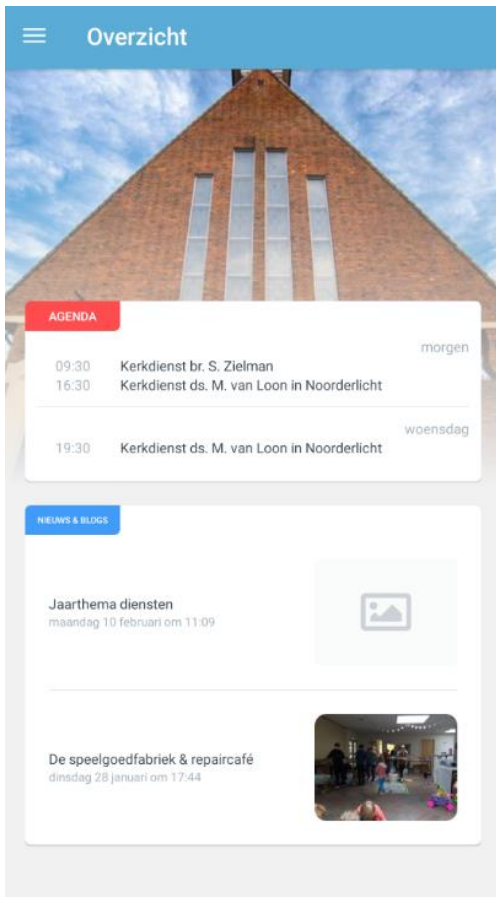 Overzicht
AGENDA
morgen
09:30 Kerkdienst br. S. Zielman
16:30 Kerkdienst ds. M. van Loon in Noorderlicht
woensdag
19:30 Kerkdienst ds. M. van Loon in Noorderlicht
NIEUWS & BLOGS
Jaarthema diensten
maandag 10 februari om 11:09
De speelgoedfabriek & repaircafé
dinsdag 28 januari om 17:44